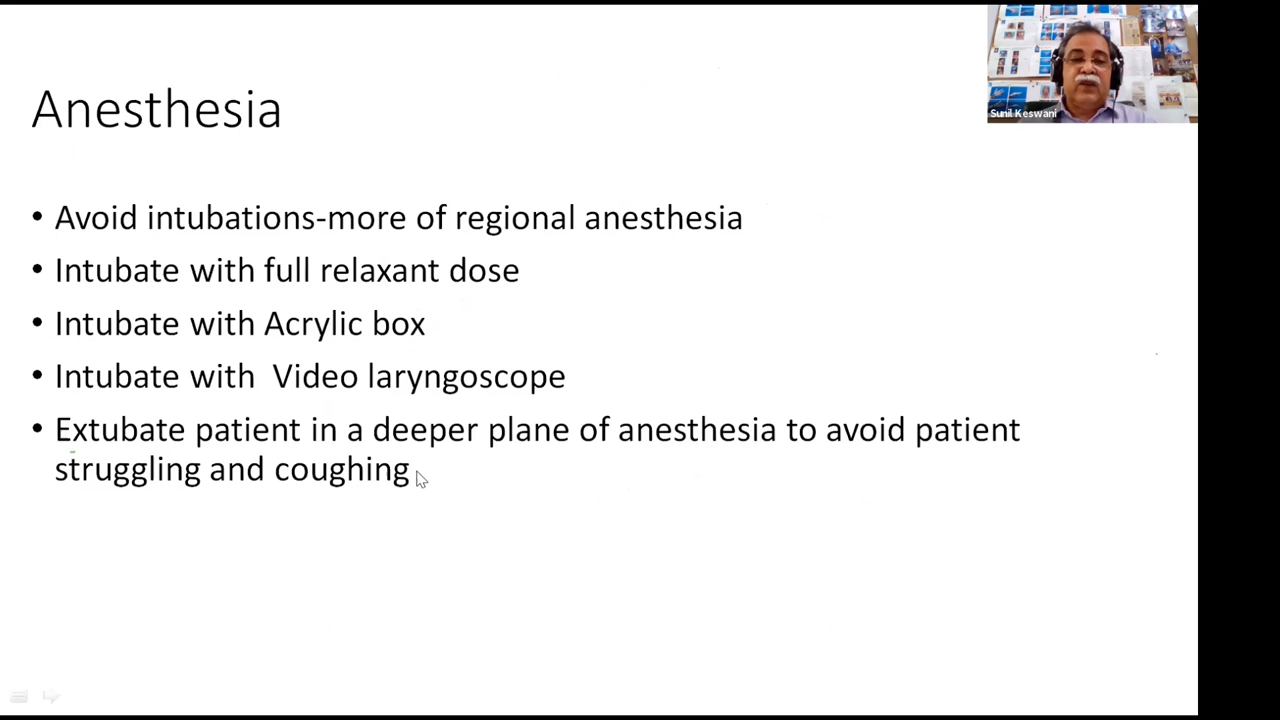 Sunil Keswani
Anesthesia
• Avoid intubations-more of regional anesthesia
• Intubate with full relaxant dose
• Intubate with Acrylic box
• Intubate with  Video laryngoscope
• Extubate patient in a deeper plane of anesthesia to avoid patient
struggling and coughing